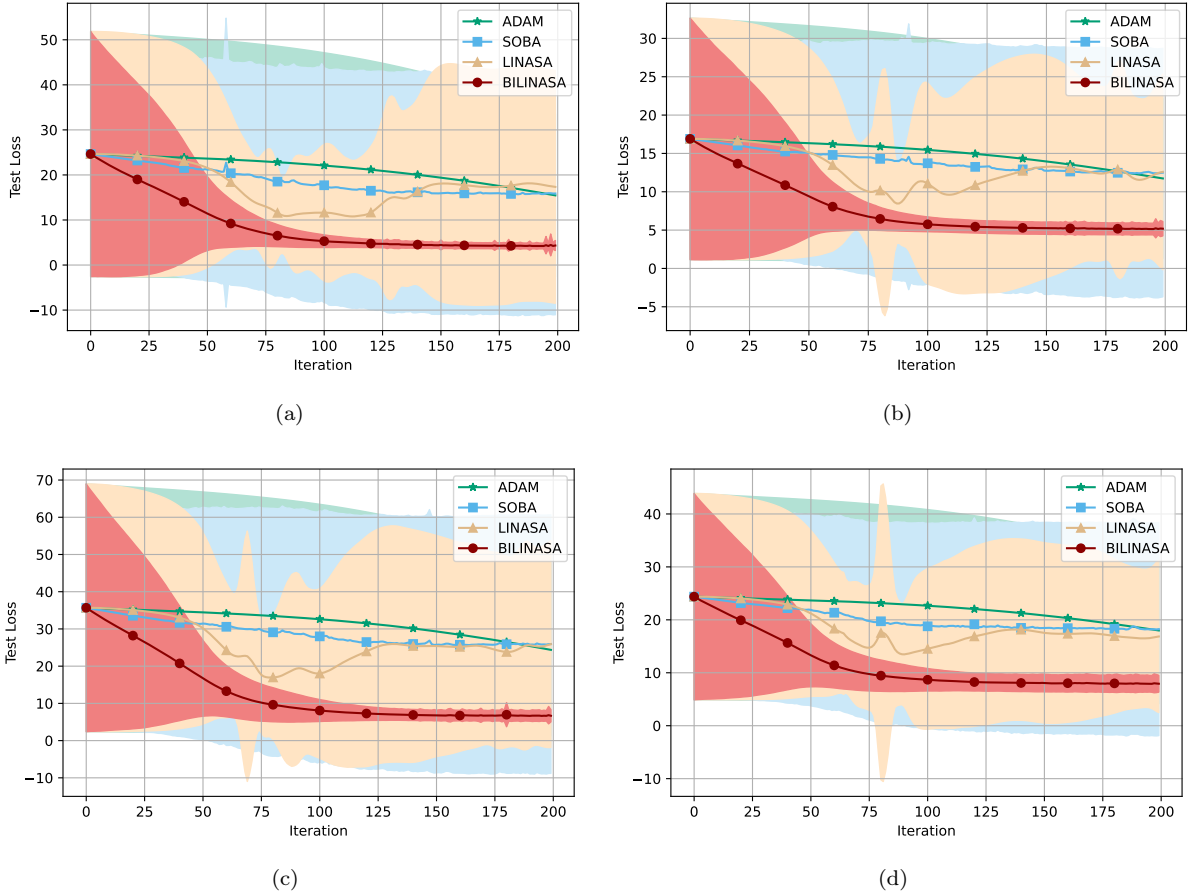 50
40
30
20
10
0
−10
Test Loss
0
25
50
75
100
125
150
175
200
Iteration
ADAM
SOBA
LINASA
BILINASA
(a)
30
25
20
15
10
5
0
−5
Test Loss
0
25
50
75
100
125
150
175
200
Iteration
ADAM
SOBA
LINASA
BILINASA
(b)
70
60
50
40
30
20
10
0
−10
Test Loss
0
25
50
75
100
125
150
175
200
Iteration
ADAM
SOBA
LINASA
BILINASA
(c)
40
30
20
10
0
−10
Test Loss
0
25
50
75
100
125
150
175
200
Iteration
ADAM
SOBA
LINASA
BILINASA
(d)